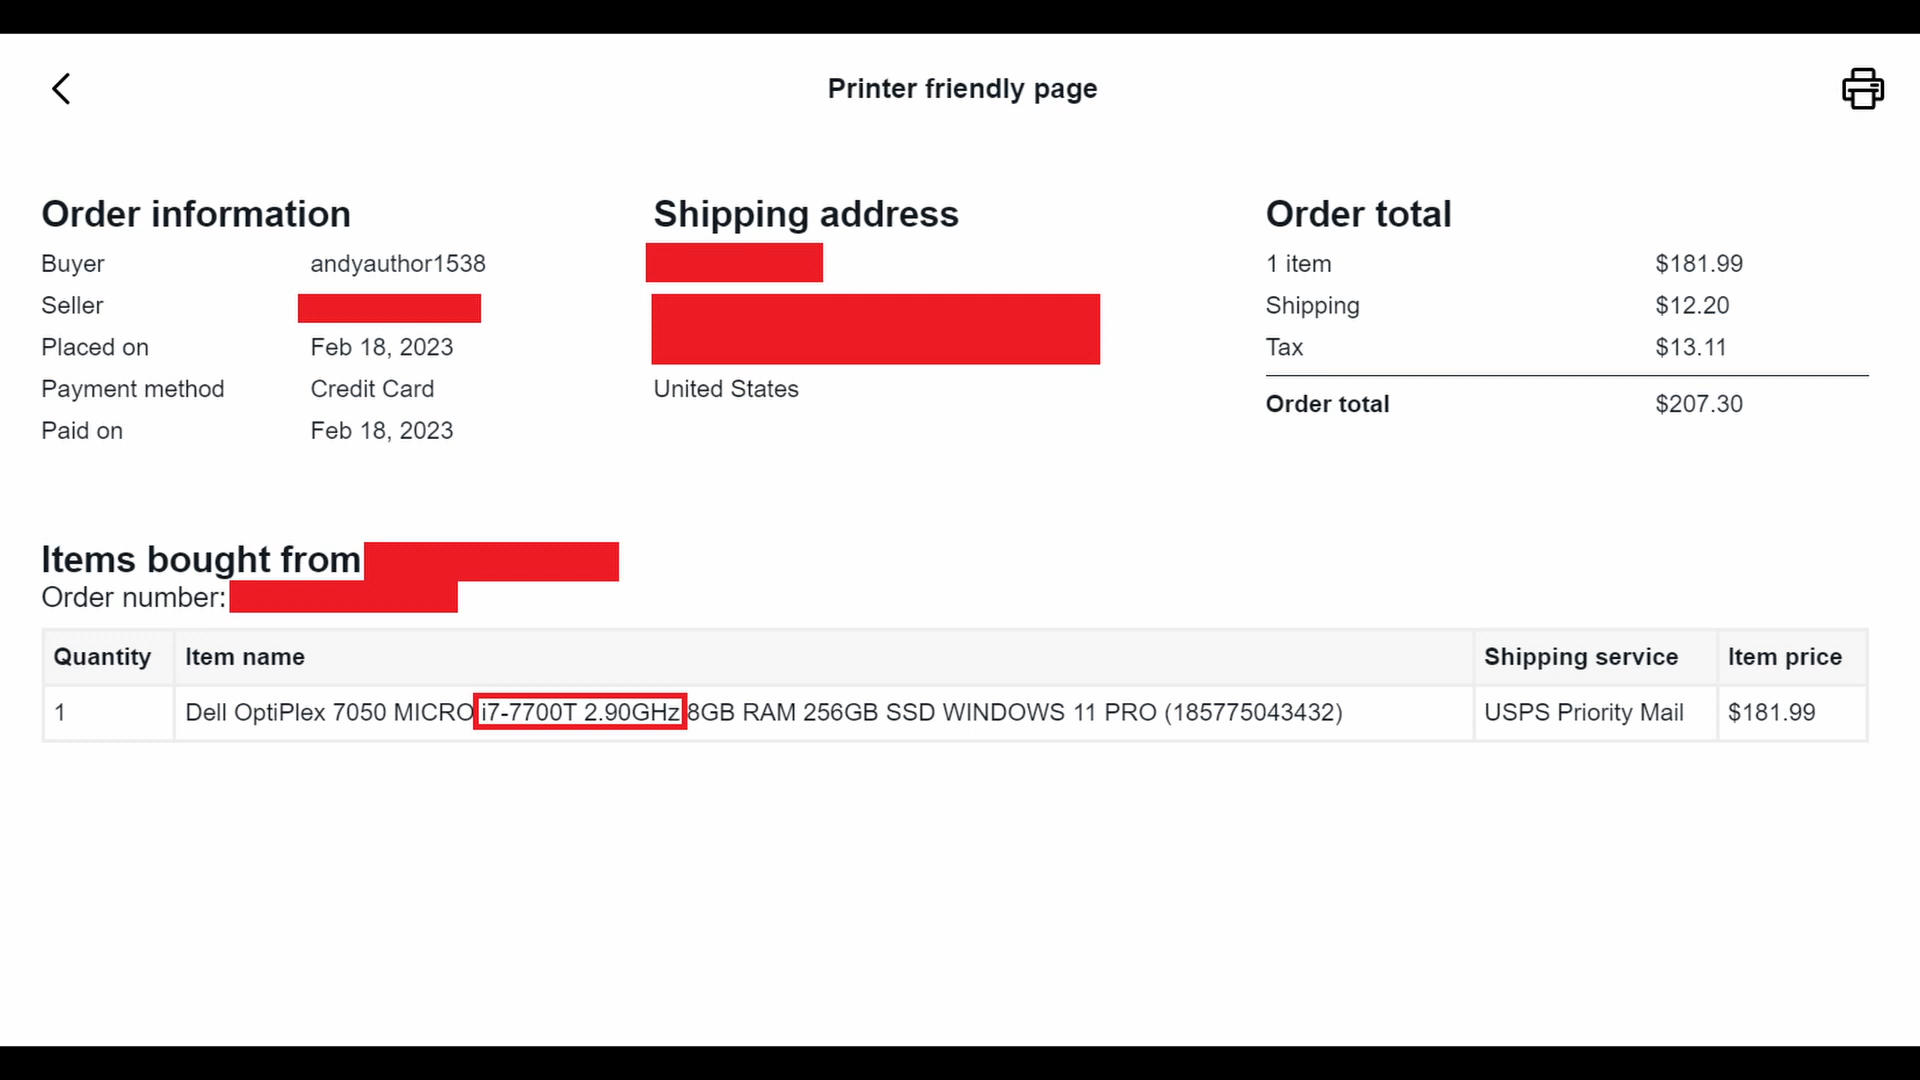 Printer friendly page
Order information
Buyer andyauthor1538
Seller
Placed on Feb 18, 2023
Payment method Credit Card
Paid on Feb 18, 2023
Shipping address
United States
Order total
1 item $181.99
Shipping $12.20
Tax $13.11
Order total $207.30
Items bought from
Order number:
Quantity Item name Shipping service Item price
1 Dell OptiPlex 7050 MICRO i7-7700T 2.90GHz 8GB RAM 256GB SSD WINDOWS 11 PRO (185775043432) USPS Priority Mail $181.99